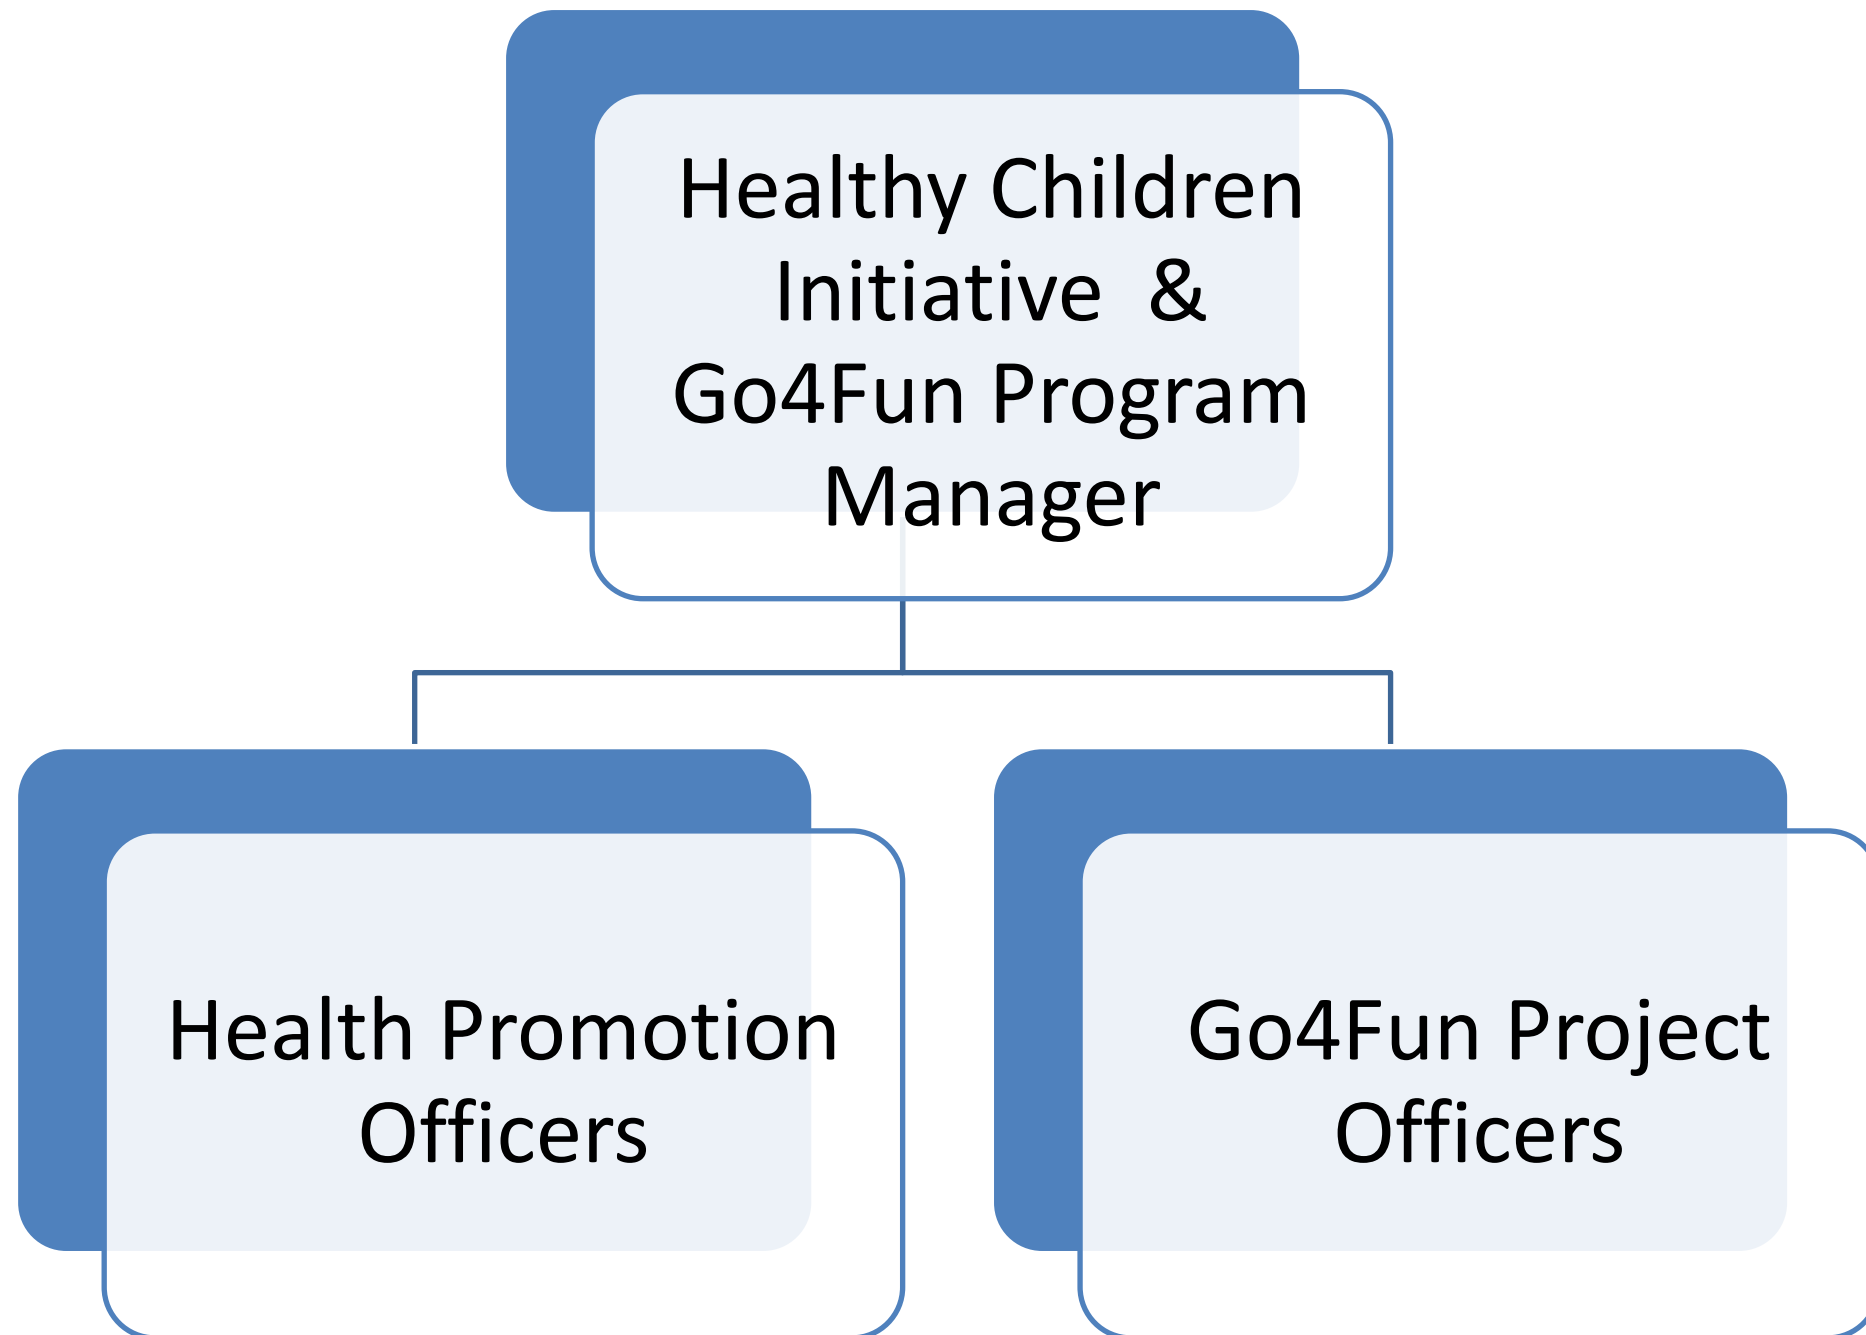 Healthy Children
Initiative  &
Go4Fun Program
Manager
Health Promotion
Officers
Go4Fun Project
Officers